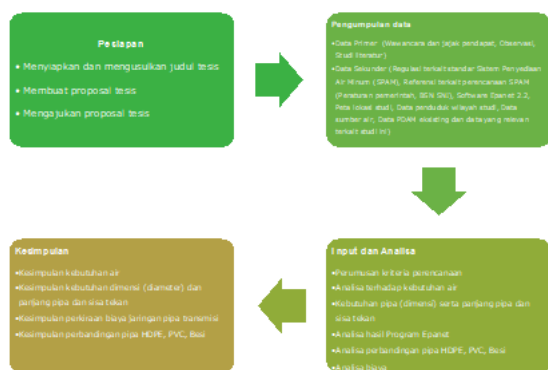 Pesiapan
• Menyiapkan dan mengusulkan judul tesis
• Membuat proposal tesis
• Mengajukan proposal tesis
Pengumpulan data
•Data Primer (Wawancara dan jajak pendapat, Observasi,
Studi literatur)
•Data Sekunder (Regulasi terkait standar Sistem Penyediaan
Air Minum (SPAM), Referensi terkait perencanaan SPAM
(Peraturan pemerintah, BSN SNI), Software Epanet 2.2,
Peta lokasi studi, Data penduduk wilayah studi, Data
sumber air, Data PDAM eksisting dan data yang relevan
terkait studi ini)
Input dan Analisa
•Perumusan kriteria perencanaan
•Analisa terhadap kebutuhan air
•Kebutuhan pipa (dimensi) serta panjang pipa dan
sisa tekan
•Analisa hasil Program Epanet
•Analisa perbandingan pipa HDPE, PVC, Besi
•Analisa biaya
Kesimpulan
•Kesimpulan kebutuhan air
•Kesimpulan kebutuhan dimensi (diameter) dan
panjang pipa dan sisa tekan
•Kesimpulan perkiraan biaya jaringan pipa transmisi
•Kesimpulan perbandingan pipa HDPE, PVC, Besi